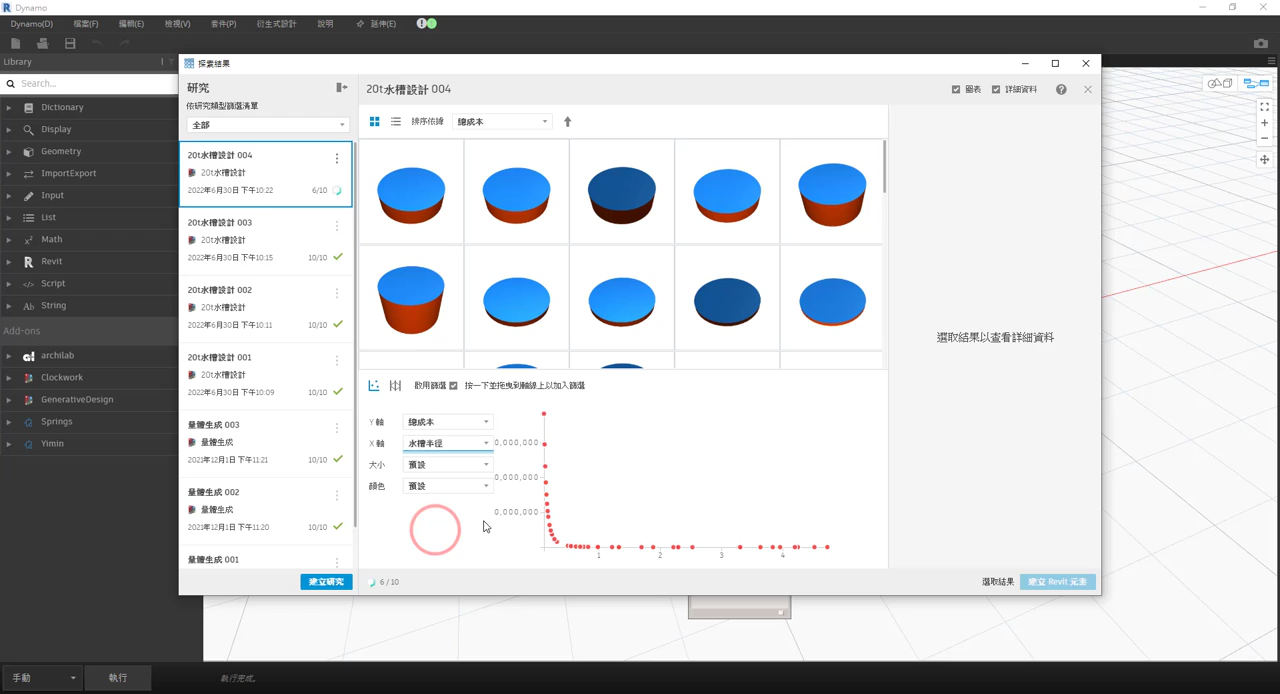 Dynamo
Dynamo(D) 檔案(F) 編輯(E) 檢視(V) 套件(P) 衍生式設計 說明 延伸(E)
Library
Search...
Dictionary
Display
Geometry
ImportExport
Input
List
Math
Revit
Script
String
Add-ons
archilab
Clockwork
GenerativeDesign
Springs
Yimin
探索結果
研究
依研究類型篩選清單
全部
20t水槽設計 004
20t水槽設計
2022年6月30日 下午10:22 6/10
20t水槽設計 003
20t水槽設計
2022年6月30日 下午10:15 10/10
20t水槽設計 002
20t水槽設計
2022年6月30日 下午10:11 10/10
20t水槽設計 001
20t水槽設計
2022年6月30日 下午10:09 10/10
量體生成 003
量體生成
2021年12月1日 下午11:21 10/10
量體生成 002
量體生成
2021年12月1日 下午11:20 10/10
量體生成 001
建立研究
20t水槽設計 004
圖表 詳細資料
排序依據 總成本
選取結果以查看詳細資料
啟用篩選 按一下並拖曳到軸線上以加入篩選
Y 軸 總成本
X 軸 水槽半徑
大小 預設
顏色 預設
0,000,000
0,000,000
0,000,000
1 2 3 4
6 / 10
選取結果 建立 Revit 元素
手動 執行 執行完成。